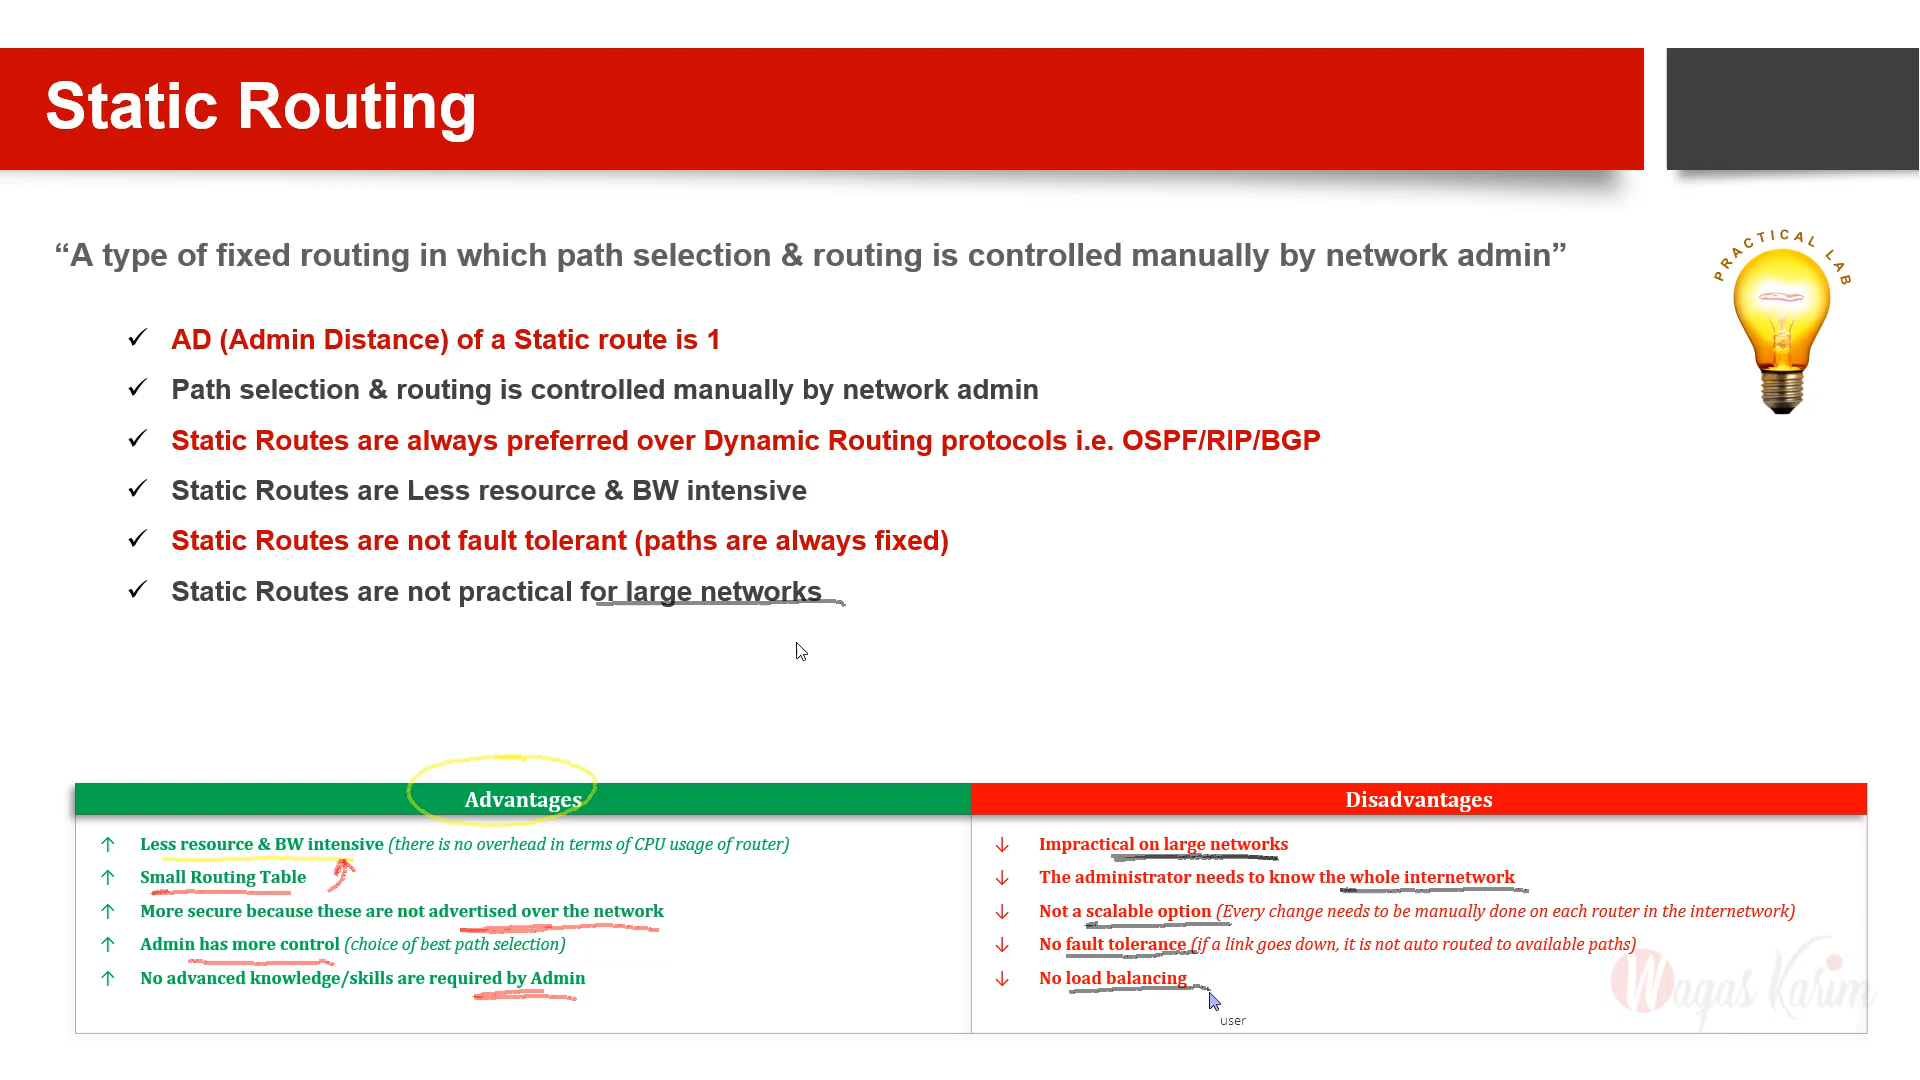 Static Routing
PRACTICAL LAB
“A type of fixed routing in which path selection & routing is controlled manually by network admin”
✓ AD (Admin Distance) of a Static route is 1
✓ Path selection & routing is controlled manually by network admin
✓ Static Routes are always preferred over Dynamic Routing protocols i.e. OSPF/RIP/BGP
✓ Static Routes are Less resource & BW intensive
✓ Static Routes are not fault tolerant (paths are always fixed)
✓ Static Routes are not practical for large networks
Advantages
↑ Less resource & BW intensive (there is no overhead in terms of CPU usage of router)
↑ Small Routing Table
↑ More secure because these are not advertised over the network
↑ Admin has more control (choice of best path selection)
↑ No advanced knowledge/skills are required by Admin
Disadvantages
↓ Impractical on large networks
↓ The administrator needs to know the whole internetwork
↓ Not a scalable option (Every change needs to be manually done on each router in the internetwork)
↓ No fault tolerance (if a link goes down, it is not auto routed to available paths)
↓ No load balancing
user
Waqas Karim